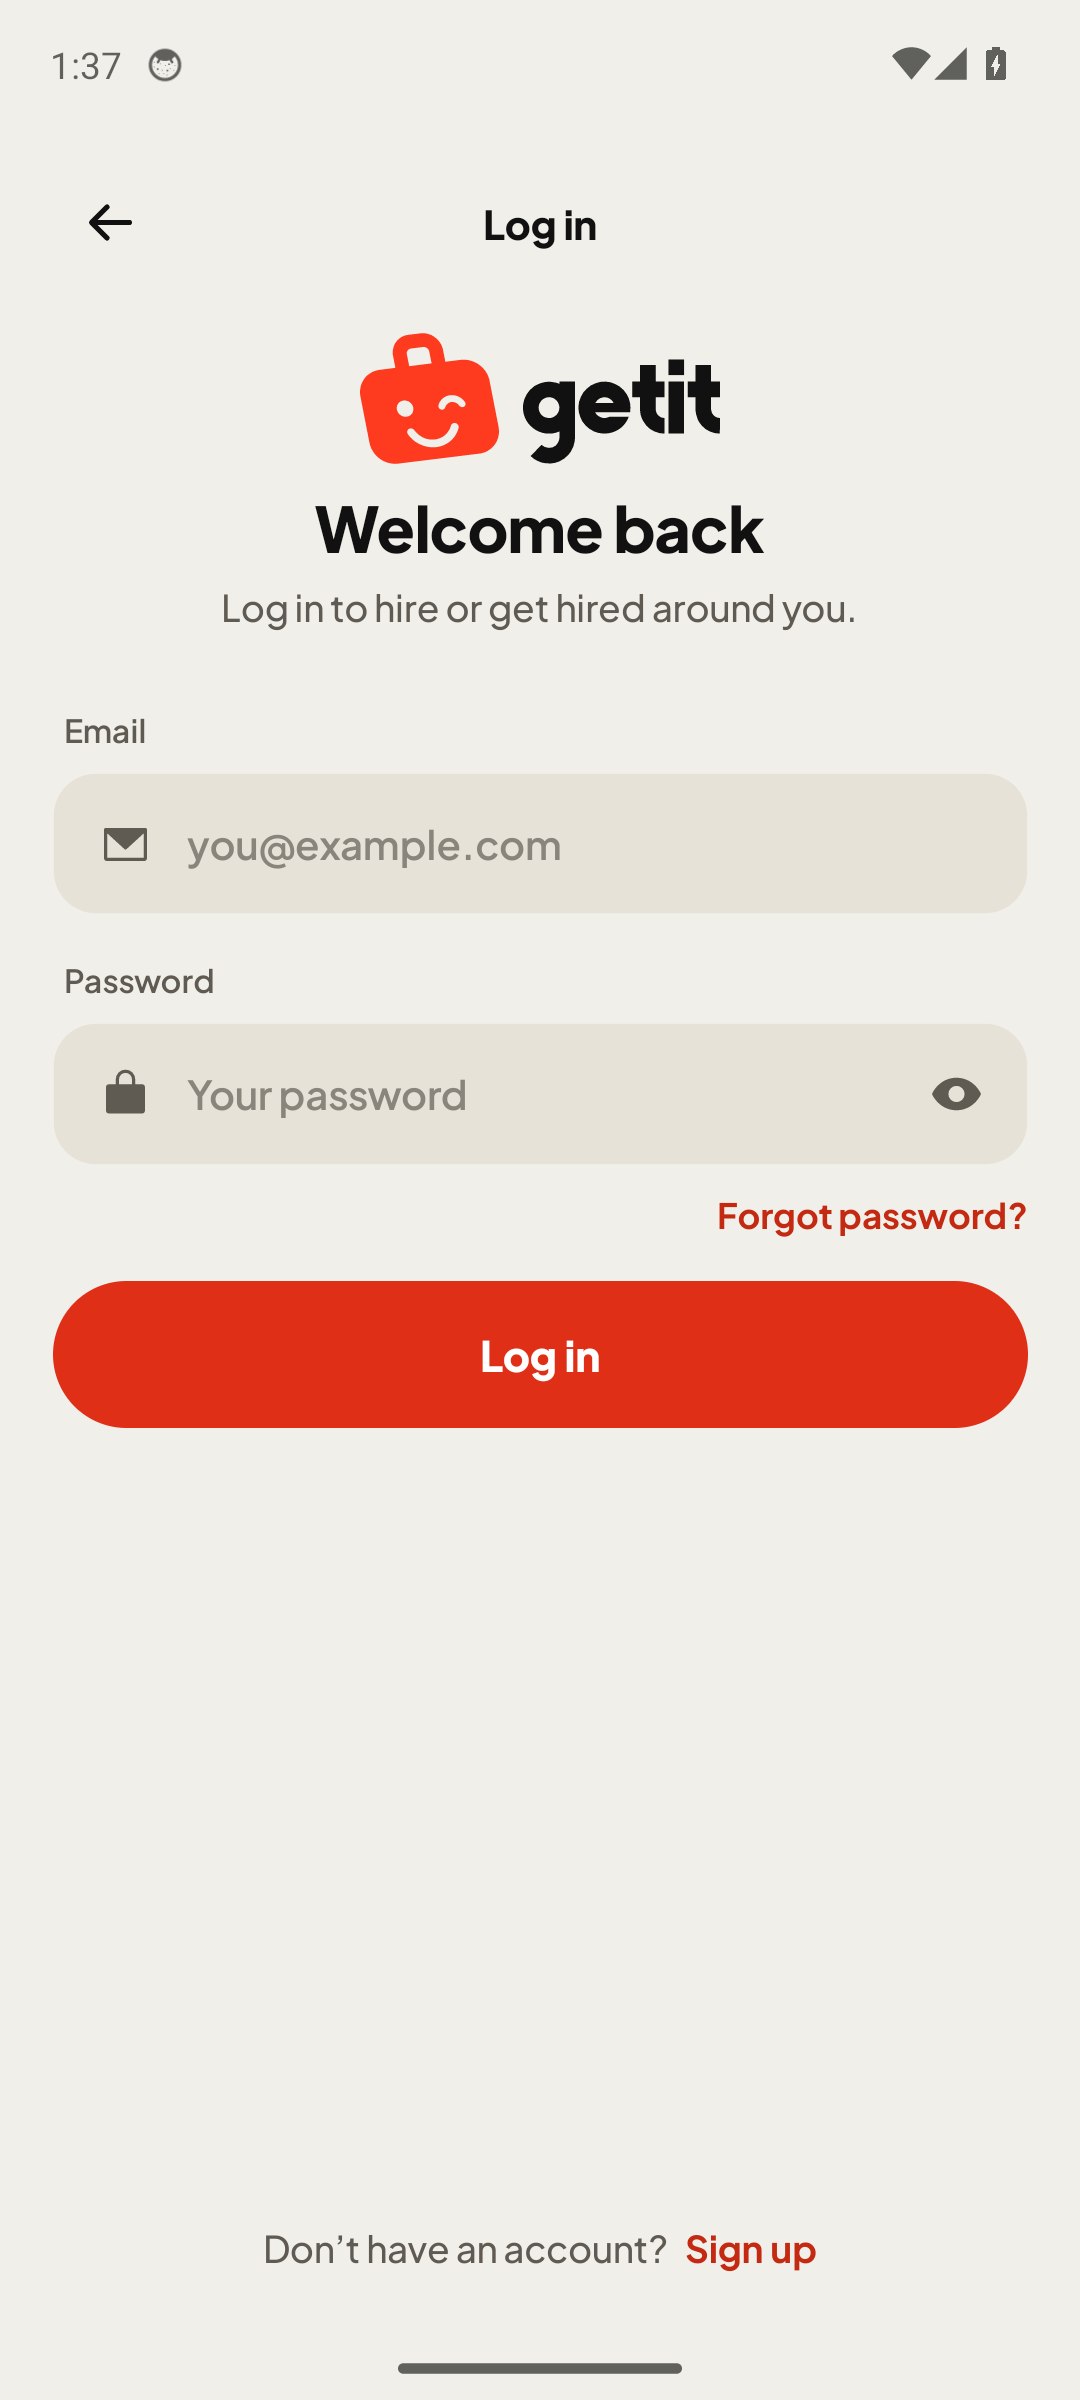 1:37
Log in
getit
Welcome back
Log in to hire or get hired around you.
Email
you@example.com
Password
Your password
Forgot password?
Log in
Don’t have an account? Sign up